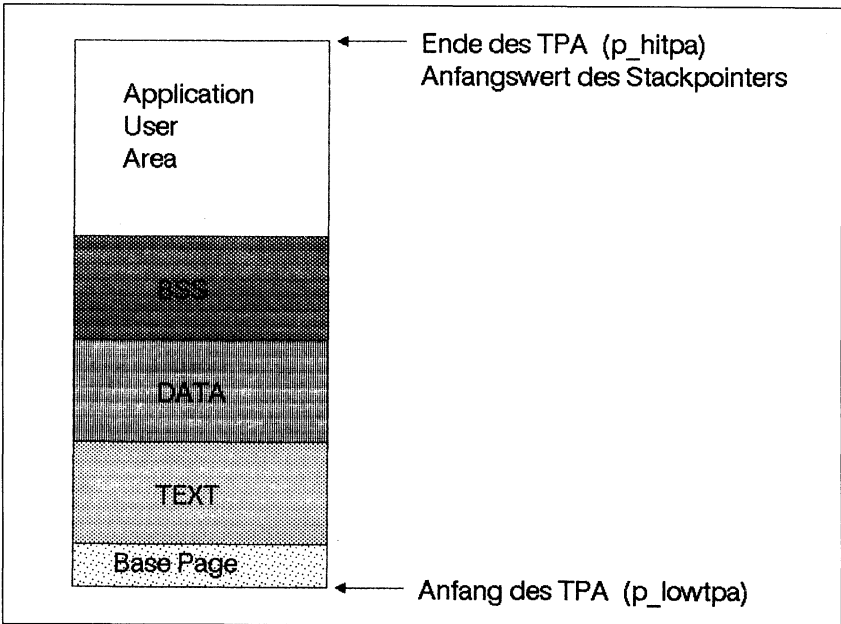 Ende des TPA (p_hitpa)
Anfangswert des Stackpointers
Application
User
Area
BSS
DATA
TEXT
Base Page
Anfang des TPA (p_lowtpa)